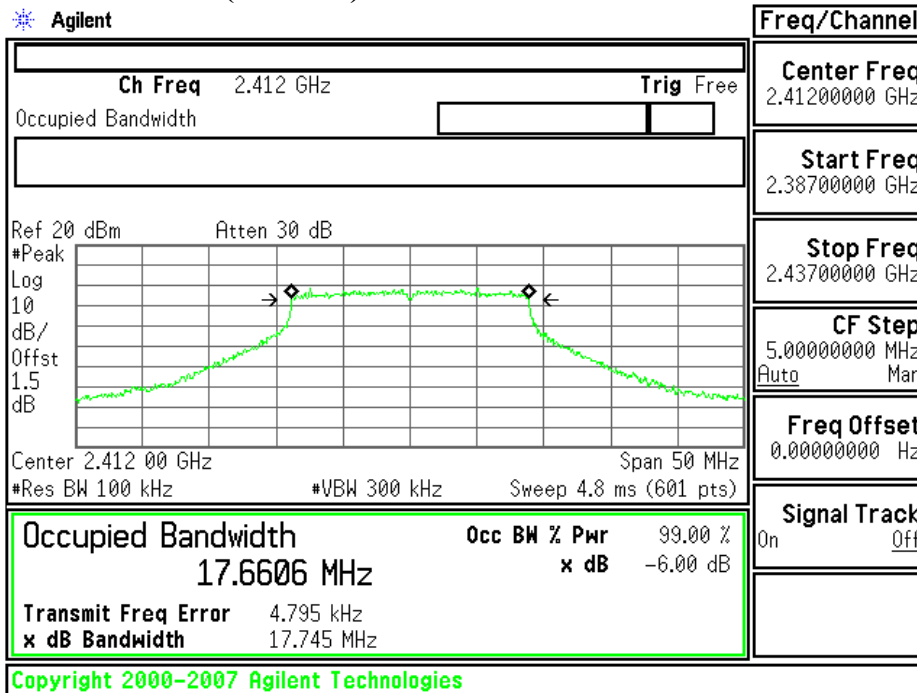 Agilent
Freq/Channel
Ch Freq 2.412 GHz Trig Free
Occupied Bandwidth
Center Freq
2.41200000 GHz
Start Freq
2.38700000 GHz
Stop Freq
2.43700000 GHz
CF Step
5.00000000 MHz
Auto Man
Freq Offset
0.00000000 Hz
Signal Track
On Off
Ref 20 dBm Atten 30 dB
#Peak
Log
10
dB/
Offst
1.5
dB
Center 2.412 00 GHz Span 50 MHz
#Res BW 100 kHz #VBW 300 kHz Sweep 4.8 ms (601 pts)
Occupied Bandwidth Occ BW % Pwr 99.00 %
17.6606 MHz x dB -6.00 dB
Transmit Freq Error 4.795 kHz
x dB Bandwidth 17.745 MHz
Copyright 2000-2007 Agilent Technologies